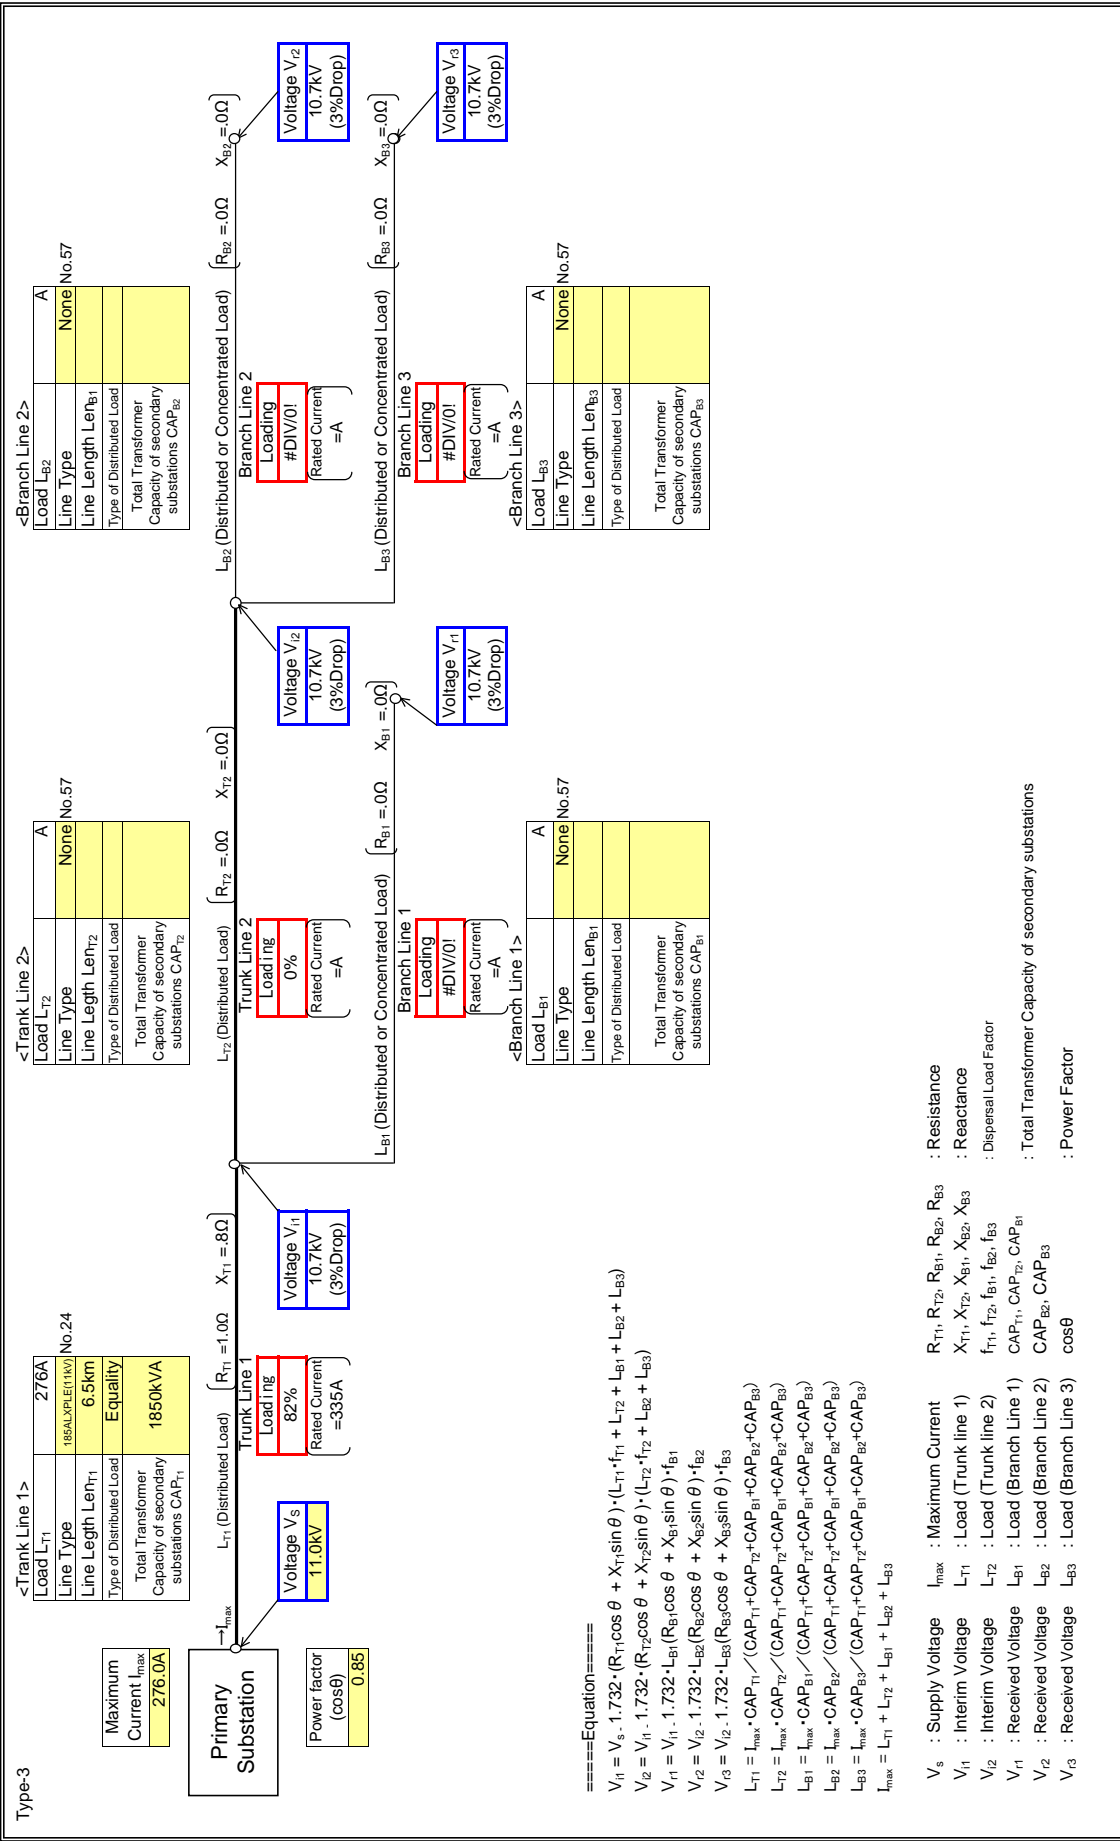 Type-3
<Trank Line 1>
Load LT1 276A
Line Type 185ALXPLE(11kV) No.24
Line Legth LenT1 6.5km
Type of Distributed Load Equality
Total Transformer
Capacity of secondary
substations CAPT1
1850kVA
<Trank Line 2>
Load LT2 A
Line Type None No.57
Line Legth LenT2
Type of Distributed Load
Total Transformer
Capacity of secondary
substations CAPT2
<Branch Line 2>
Load LB2 A
Line Type None No.57
Line Length LenB1
Type of Distributed Load
Total Transformer
Capacity of secondary
substations CAPB2
Maximum
Current Imax
276.0A
Primary
Substation
→Imax
Power factor
(cosθ)
0.85
Voltage Vs
11.0kV
LT1 (Distributed Load) RT1 =1.0Ω XT1 =.8Ω
Trunk Line 1
Loading
82%
Rated Current
=335A
Voltage Vi1
10.7kV
(3%Drop)
LT2 (Distributed Load) RT2 =.0Ω XT2 =.0Ω
Trunk Line 2
Loading
0%
Rated Current
=A
Voltage Vi2
10.7kV
(3%Drop)
LB2 (Distributed or Concentrated Load) RB2 =.0Ω XB2 =.0Ω
Branch Line 2
Loading
#DIV/0!
Rated Current
=A
Voltage Vr2
10.7kV
(3%Drop)
LB1 (Distributed or Concentrated Load) RB1 =.0Ω XB1 =.0Ω
Branch Line 1
Loading
#DIV/0!
Rated Current
=A
Voltage Vr1
10.7kV
(3%Drop)
LB3 (Distributed or Concentrated Load) RB3 =.0Ω XB3 =.0Ω
Branch Line 3
Loading
#DIV/0!
Rated Current
=A
Voltage Vr3
10.7kV
(3%Drop)
<Branch Line 1>
Load LB1 A
Line Type None No.57
Line Length LenB1
Type of Distributed Load
Total Transformer
Capacity of secondary
substations CAPB1
<Branch Line 3>
Load LB3 A
Line Type None No.57
Line Length LenB3
Type of Distributed Load
Total Transformer
Capacity of secondary
substations CAPB3
=====Equation=====
Vi1 = Vs - 1.732・(RT1cos θ + XT1sin θ)・(LT1・fT1 + LT2 + LB1 + LB2 + LB3)
Vi2 = Vi1 - 1.732・(RT2cos θ + XT2sin θ)・(LT2・fT2 + LB2 + LB3)
Vr1 = Vi1 - 1.732・LB1(RB1cos θ + XB1sin θ)・fB1
Vr2 = Vi2 - 1.732・LB2(RB2cos θ + XB2sin θ)・fB2
Vr3 = Vi2 - 1.732・LB3(RB3cos θ + XB3sin θ)・fB3
LT1 = Imax・CAPT1／(CAPT1+CAPT2+CAPB1+CAPB2+CAPB3)
LT2 = Imax・CAPT2／(CAPT1+CAPT2+CAPB1+CAPB2+CAPB3)
LB1 = Imax・CAPB1／(CAPT1+CAPT2+CAPB1+CAPB2+CAPB3)
LB2 = Imax・CAPB2／(CAPT1+CAPT2+CAPB1+CAPB2+CAPB3)
LB3 = Imax・CAPB3／(CAPT1+CAPT2+CAPB1+CAPB2+CAPB3)
Imax = LT1 + LT2 + LB1 + LB2 + LB3
Vs : Supply Voltage Imax : Maximum Current RT1, RT2, RB1, RB2, RB3 : Resistance
Vi1 : Interim Voltage LT1 : Load (Trunk line 1) XT1, XT2, XB1, XB2, XB3 : Reactance
Vi2 : Interim Voltage LT2 : Load (Trunk line 2) fT1, fT2, fB1, fB2, fB3 : Dispersal Load Factor
Vr1 : Received Voltage LB1 : Load (Branch Line 1) CAPT1, CAPT2, CAPB1
Vr2 : Received Voltage LB2 : Load (Branch Line 2) CAPB2, CAPB3 : Total Transformer Capacity of secondary substations
Vr3 : Received Voltage LB3 : Load (Branch Line 3) cosθ : Power Factor